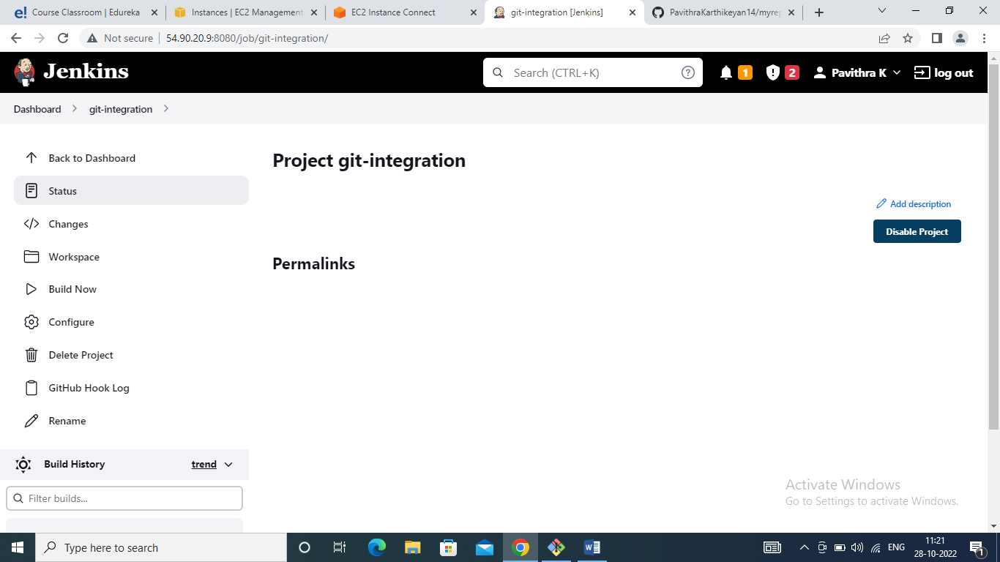 Course Classroom | Edureka
Instances | EC2 Management
EC2 Instance Connect
git-integration [Jenkins]
PavithraKarthikeyan14/myrep
Not secure
54.90.20.9:8080/job/git-integration/
Jenkins
Search (CTRL+K)
1
2
Pavithra K
log out
Dashboard
git-integration
Back to Dashboard
Status
Changes
Workspace
Build Now
Configure
Delete Project
GitHub Hook Log
Rename
Build History
trend
Filter builds...
Project git-integration
Add description
Disable Project
Permalinks
Activate Windows
Go to Settings to activate Windows.
Type here to search
ENG
11:21
28-10-2022
1